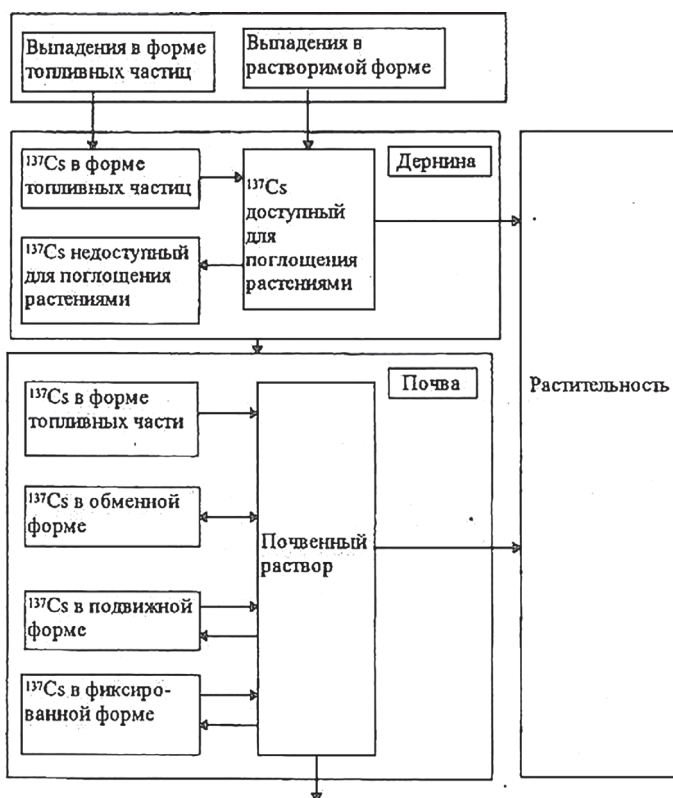 Выпадения в форме
топливных частиц
Выпадения в
растворимой форме
Дернина
¹³⁷Cs в форме
топливных частиц
¹³⁷Cs
доступный
для
поглощения
растениями
¹³⁷Cs недоступный
для поглощения
растениями
Почва
¹³⁷Cs в форме
топливных части
¹³⁷Cs в обменной
форме
Почвенный
раствор
¹³⁷Cs в подвижной
форме
¹³⁷Cs в фиксиро-
ванной форме
Растительность